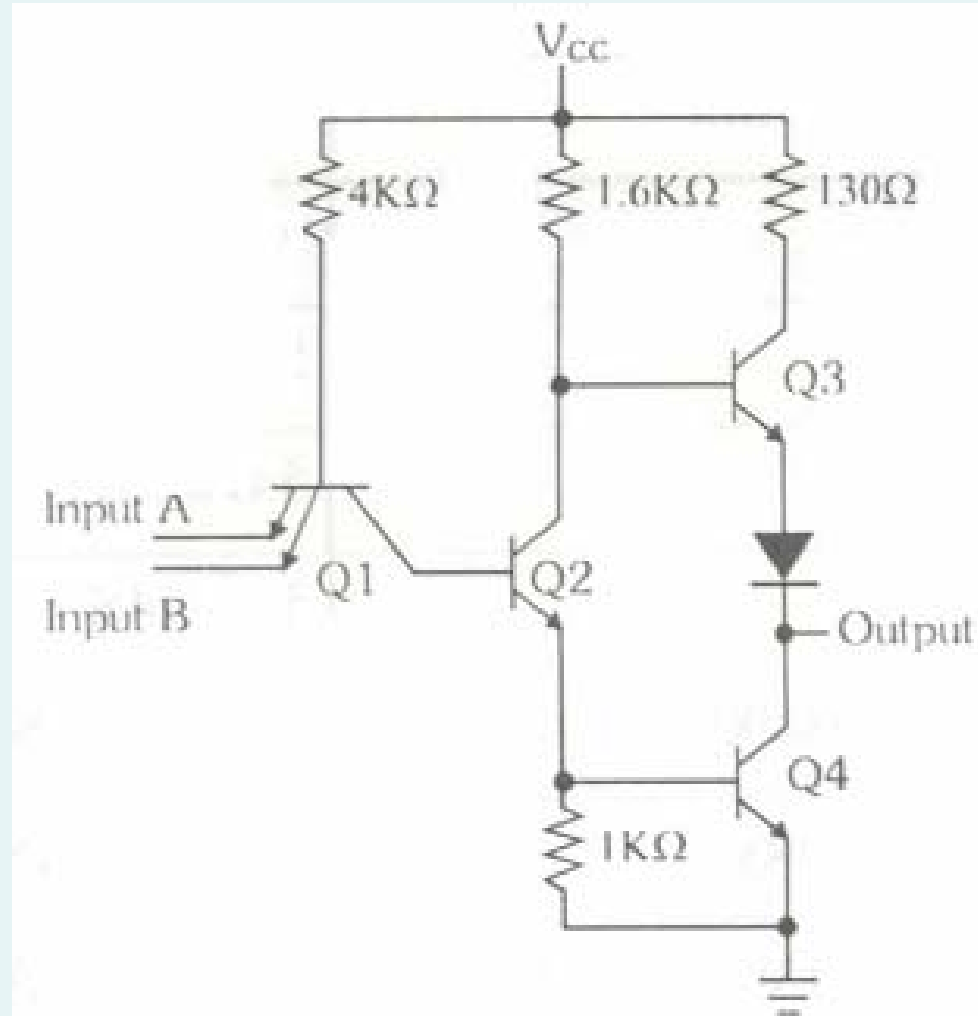 Vcc
4KΩ
1.6KΩ
130Ω
Q3
Input A
Q1
Q2
Input B
Output
Q4
1KΩ